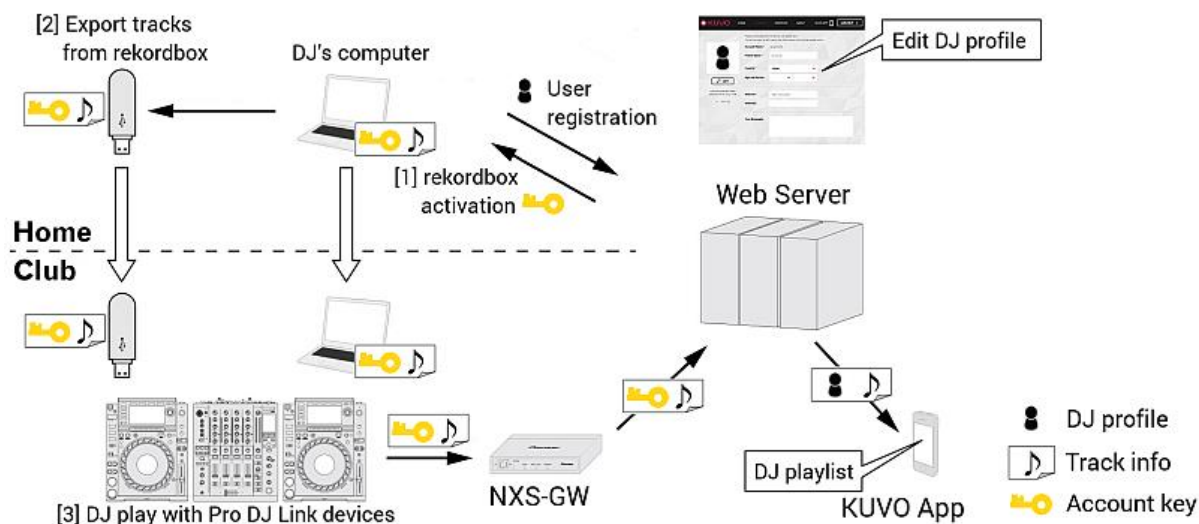 [2] Export tracks
from rekordbox
DJ's computer
User
registration
[1] rekordbox
activation
KUVO
Edit DJ profile
Web Server
Home
Club
NXS-GW
[3] DJ play with Pro DJ Link devices
DJ playlist
KUVO App
DJ profile
Track info
Account key